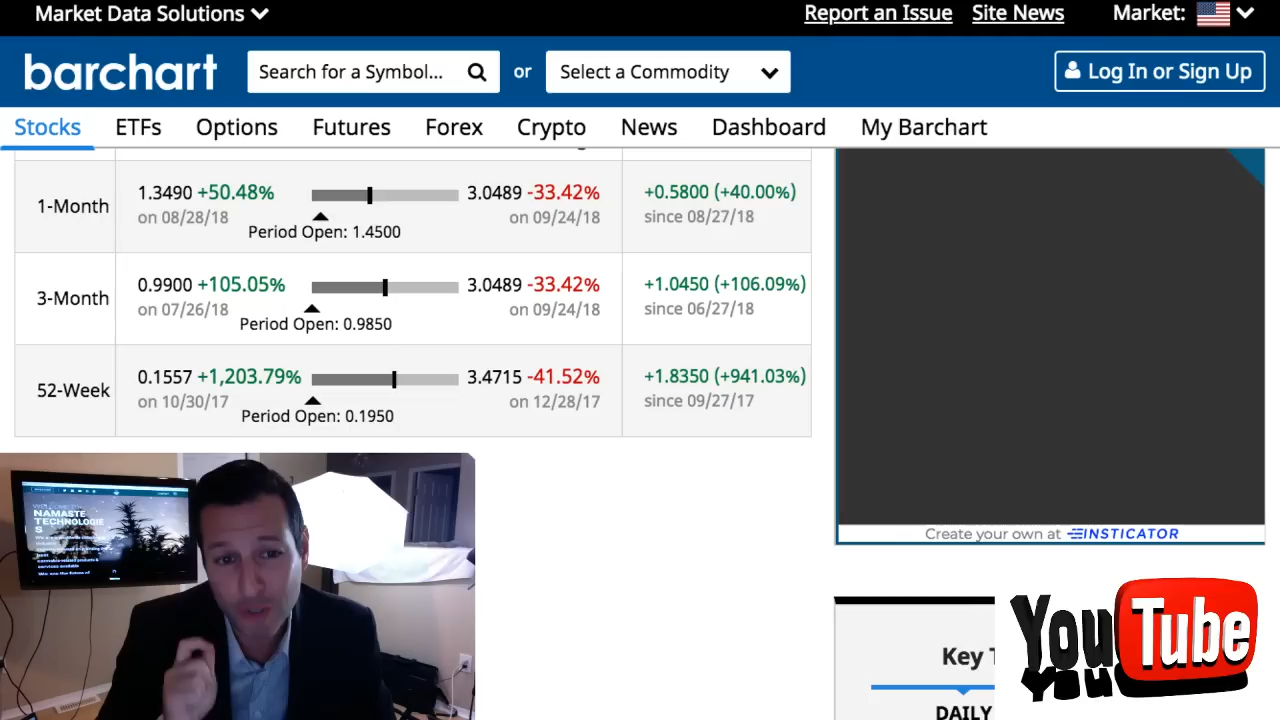 Market Data Solutions
Report an Issue Site News Market:
barchart Search for a Symbol... or Select a Commodity Log In or Sign Up
Stocks ETFs Options Futures Forex Crypto News Dashboard My Barchart
1-Month 1.3490 +50.48% 3.0489 -33.42% +0.5800 (+40.00%)
on 08/28/18 on 09/24/18 since 08/27/18
Period Open: 1.4500
3-Month 0.9900 +105.05% 3.0489 -33.42% +1.0450 (+106.09%)
on 07/26/18 on 09/24/18 since 06/27/18
Period Open: 0.9850
52-Week 0.1557 +1,203.79% 3.4715 -41.52% +1.8350 (+941.03%)
on 10/30/17 on 12/28/17 since 09/27/17
Period Open: 0.1950
NAMASTE
TECHNOLOGIE
S
Create your own at INSTICATOR
Key T
DAILY
YouTube